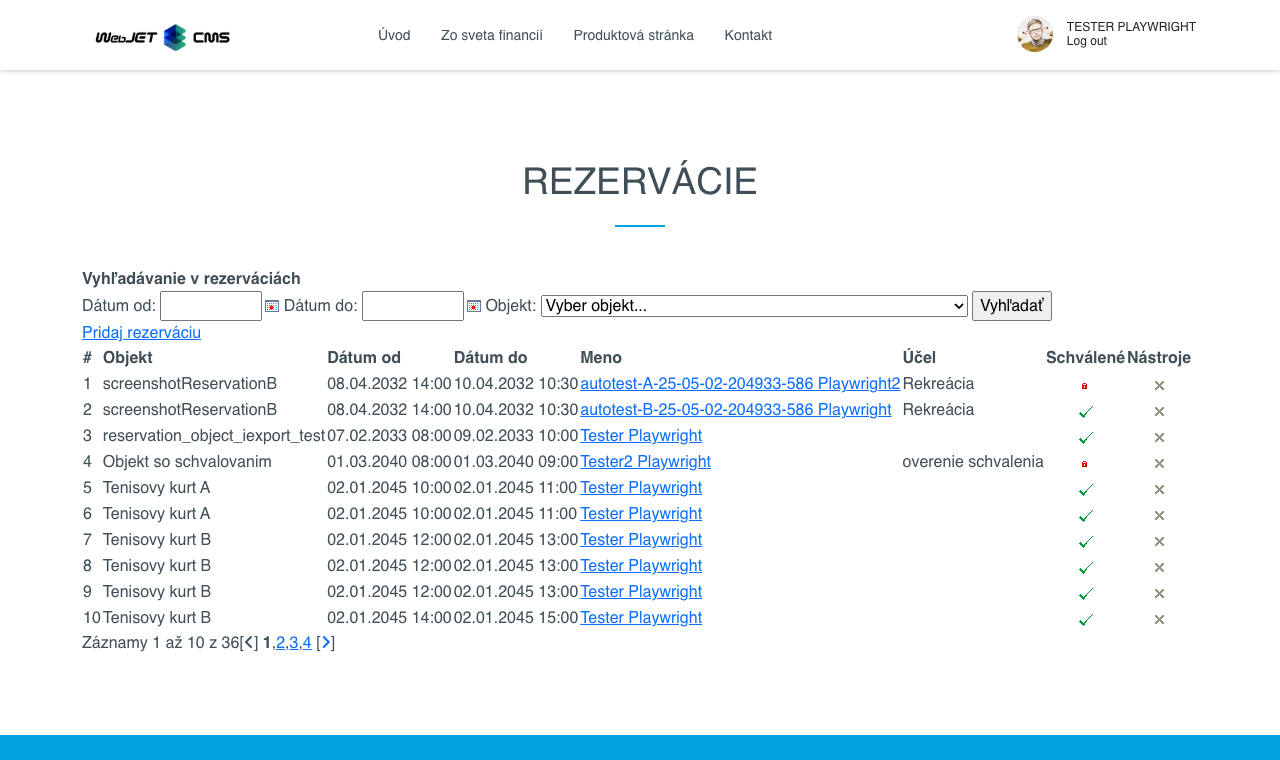 WebJET CMS Úvod Zo sveta financií Produktová stránka Kontakt TESTER PLAYWRIGHT
Log out
REZERVÁCIE
Vyhľadávanie v rezerváciách
Dátum od: Dátum do: Objekt: Vyber objekt... Vyhľadať
Pridaj rezerváciu
# Objekt Dátum od Dátum do Meno Účel Schválené Nástroje
1 screenshotReservationB 08.04.2032 14:00 10.04.2032 10:30 autotest-A-25-05-02-204933-586 Playwright2 Rekreácia
2 screenshotReservationB 08.04.2032 14:00 10.04.2032 10:30 autotest-B-25-05-02-204933-586 Playwright Rekreácia
3 reservation_object_iexport_test 07.02.2033 08:00 09.02.2033 10:00 Tester Playwright
4 Objekt so schvalovanim 01.03.2040 08:00 01.03.2040 09:00 Tester2 Playwright overenie schvalenia
5 Tenisovy kurt A 02.01.2045 10:00 02.01.2045 11:00 Tester Playwright
6 Tenisovy kurt A 02.01.2045 10:00 02.01.2045 11:00 Tester Playwright
7 Tenisovy kurt B 02.01.2045 12:00 02.01.2045 13:00 Tester Playwright
8 Tenisovy kurt B 02.01.2045 12:00 02.01.2045 13:00 Tester Playwright
9 Tenisovy kurt B 02.01.2045 12:00 02.01.2045 13:00 Tester Playwright
10 Tenisovy kurt B 02.01.2045 14:00 02.01.2045 15:00 Tester Playwright
Záznamy 1 až 10 z 36[<] 1,2,3,4 [>]